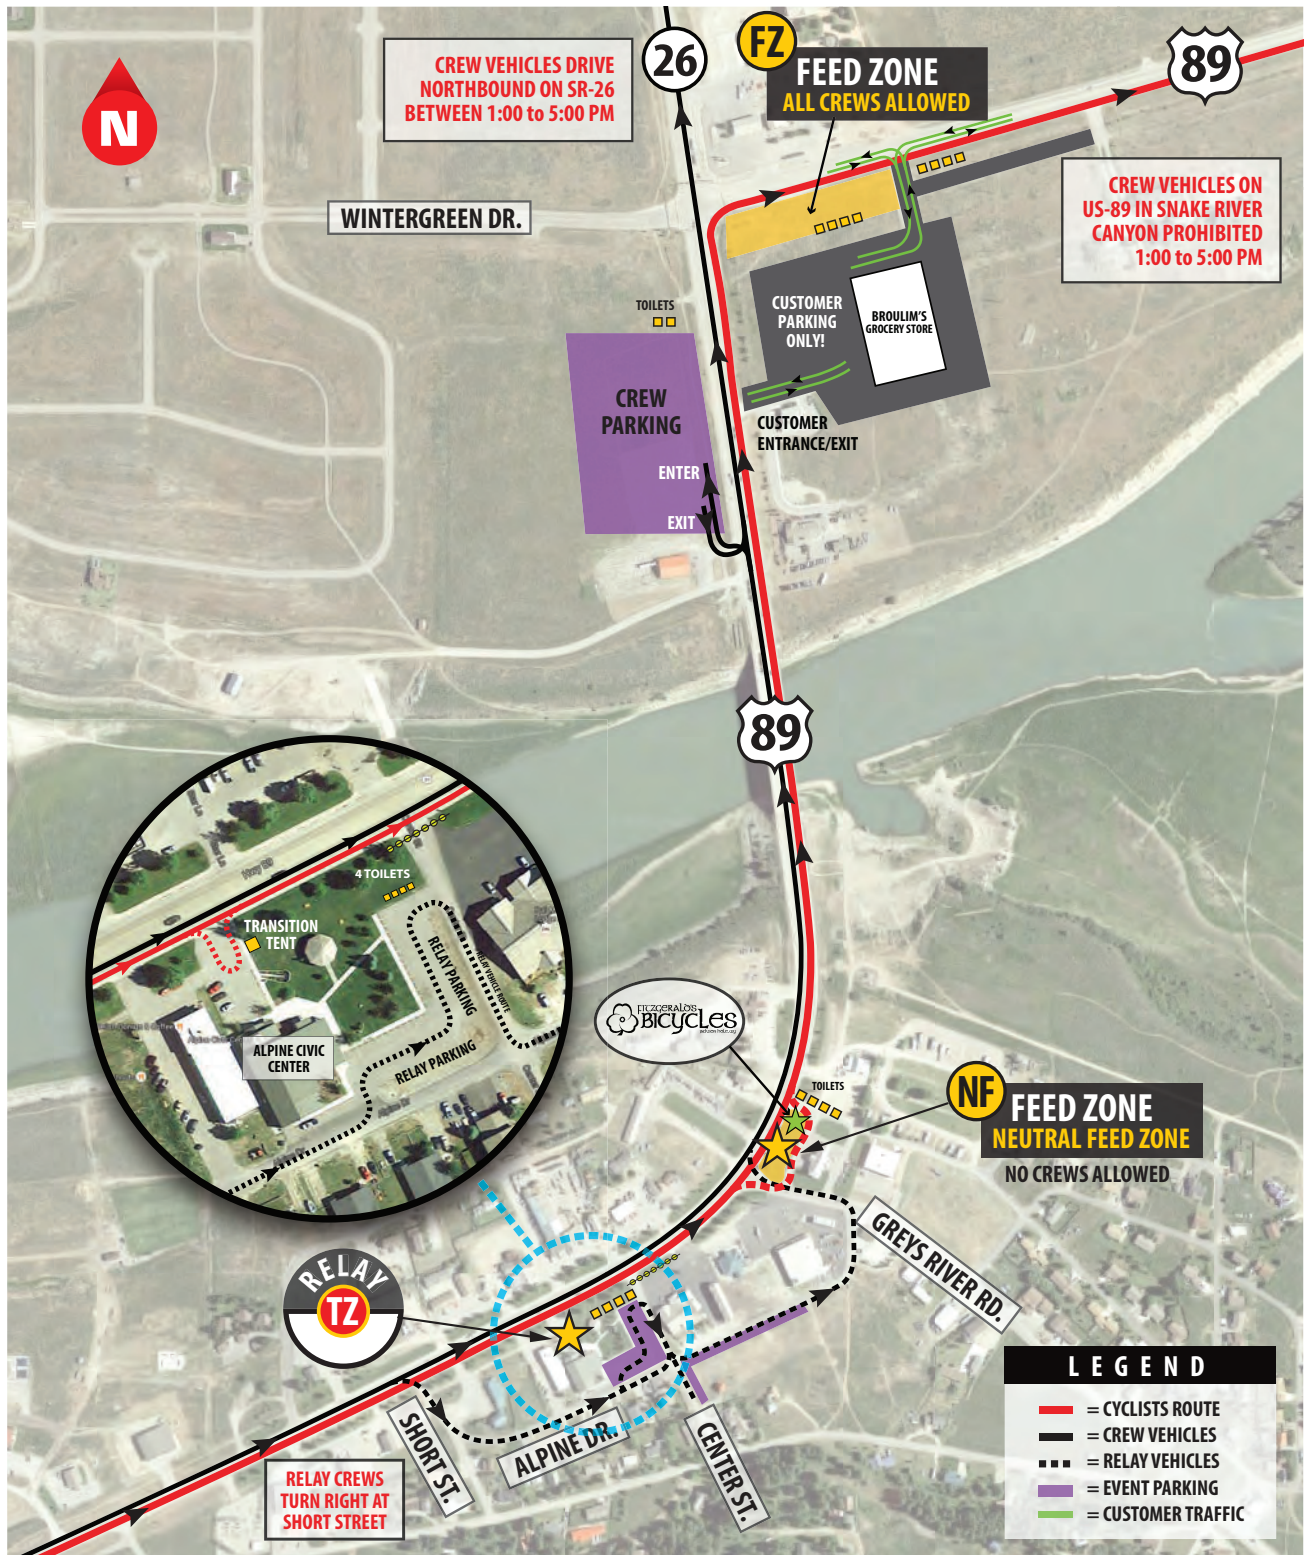 N
CREW VEHICLES DRIVE
NORTHBOUND ON SR-26
BETWEEN 1:00 to 5:00 PM
26
FZ
FEED ZONE
ALL CREWS ALLOWED
89
CREW VEHICLES ON
US-89 IN SNAKE RIVER
CANYON PROHIBITED
1:00 to 5:00 PM
WINTERGREEN DR.
TOILETS
CUSTOMER
PARKING
ONLY!
BROULIM'S
GROCERY STORE
CREW
PARKING
ENTER
EXIT
CUSTOMER
ENTRANCE/EXIT
89
Hwy 89
4 TOILETS
TRANSITION
TENT
RELAY PARKING
RELAY VEHICLE ROUTE
RELAY PARKING
ALPINE CIVIC
CENTER
FITZGERALD'S
BICYCLES
TOILETS
NF
FEED ZONE
NEUTRAL FEED ZONE
NO CREWS ALLOWED
GREYS RIVER RD.
RELAY
TZ
SHORT ST.
ALPINE DR.
CENTER ST.
RELAY CREWS
TURN RIGHT AT
SHORT STREET
LEGEND
= CYCLISTS ROUTE
= CREW VEHICLES
= RELAY VEHICLES
= EVENT PARKING
= CUSTOMER TRAFFIC